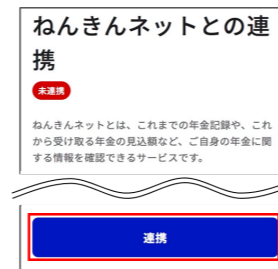 ねんきんネットとの連
携
未連携
ねんきんネットとは、これまでの年金記録や、これ
から受け取る年金の見込額など、ご自身の年金に関
する情報を確認できるサービスです。
連携